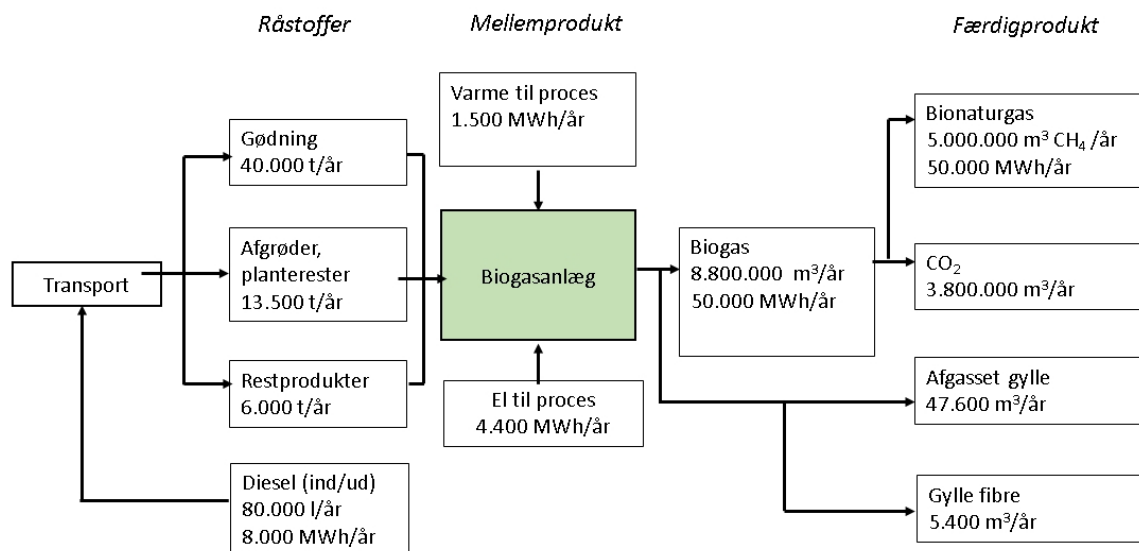 Råstoffer
Mellemprodukt
Færdigprodukt
Varme til proces
1.500 MWh/år
Gødning
40.000 t/år
Bionaturgas
5.000.000 m³ CH₄ /år
50.000 MWh/år
Transport
Afgrøder,
planterester
13.500 t/år
Biogasanlæg
Biogas
8.800.000 m³/år
50.000 MWh/år
CO₂
3.800.000 m³/år
Restprodukter
6.000 t/år
El til proces
4.400 MWh/år
Afgasset gylle
47.600 m³/år
Diesel (ind/ud)
80.000 l/år
8.000 MWh/år
Gylle fibre
5.400 m³/år